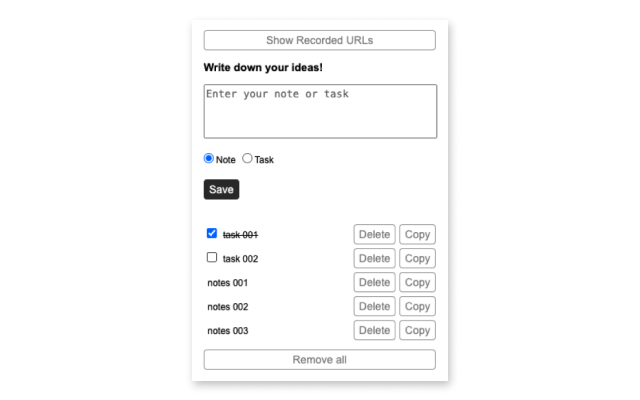 Show Recorded URLs
Write down your ideas!
Enter your note or task
Note Task
Save
task 001 Delete Copy
task 002 Delete Copy
notes 001 Delete Copy
notes 002 Delete Copy
notes 003 Delete Copy
Remove all